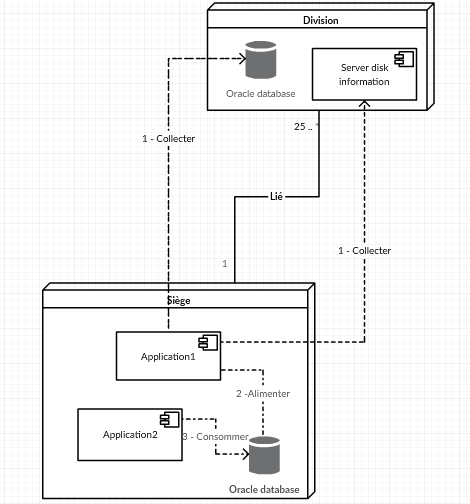 Division
Server disk
information
Oracle database
25 .. *
1 - Collecter
Lié
1 - Collecter
1
Siège
Application1
2 -Alimenter
Application2
3 - Consommer
Oracle database